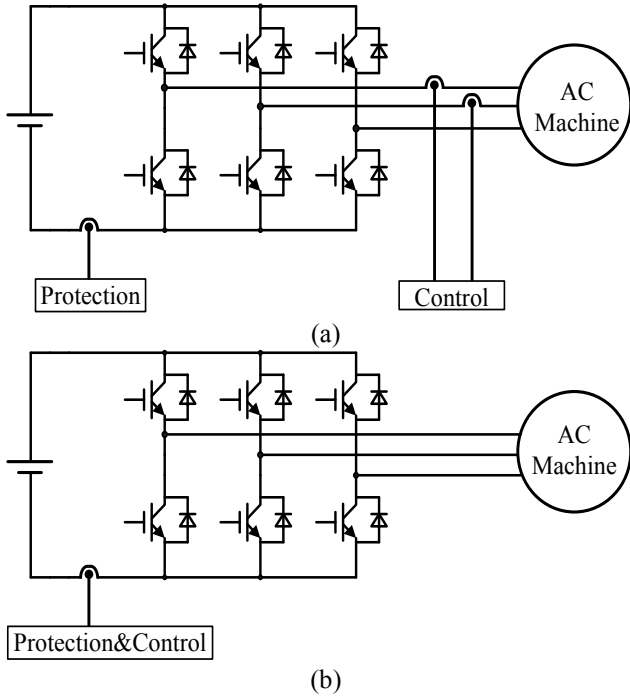 AC
Machine
Protection
Control
(a)
AC
Machine
Protection&Control
(b)